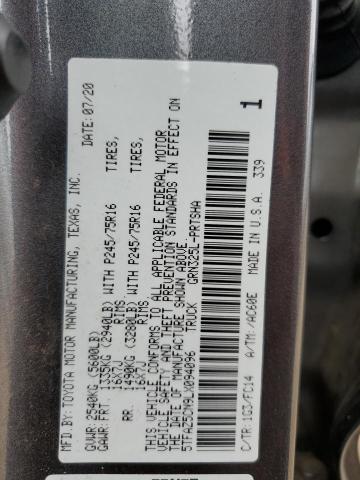 MFD.BY:TOYOTA MOTOR MANUFACTURING, TEXAS, INC. DATE: 07/20
GVWR: 2540KG (5600LB)
GAWR: FRT. 1335KG (2940LB) WITH P245/75R16 TIRES,
16X7J RIMS.
RR. 1490KG (3280LB) WITH P245/75R16 TIRES,
16X7J RIMS.
THIS VEHICLE CONFORMS TO ALL APPLICABLE FEDERAL MOTOR
VEHICLE SAFETY AND THEFT PREVENTION STANDARDS IN EFFECT ON
THE DATE OF MANUFACTURE SHOWN ABOVE.
5TFAZ5CN9LX094096 TRUCK GRN325L-PRTSHA
C/TR: 1G3/FC14 A/TM: /AC60E MADE IN U.S.A. 339
1